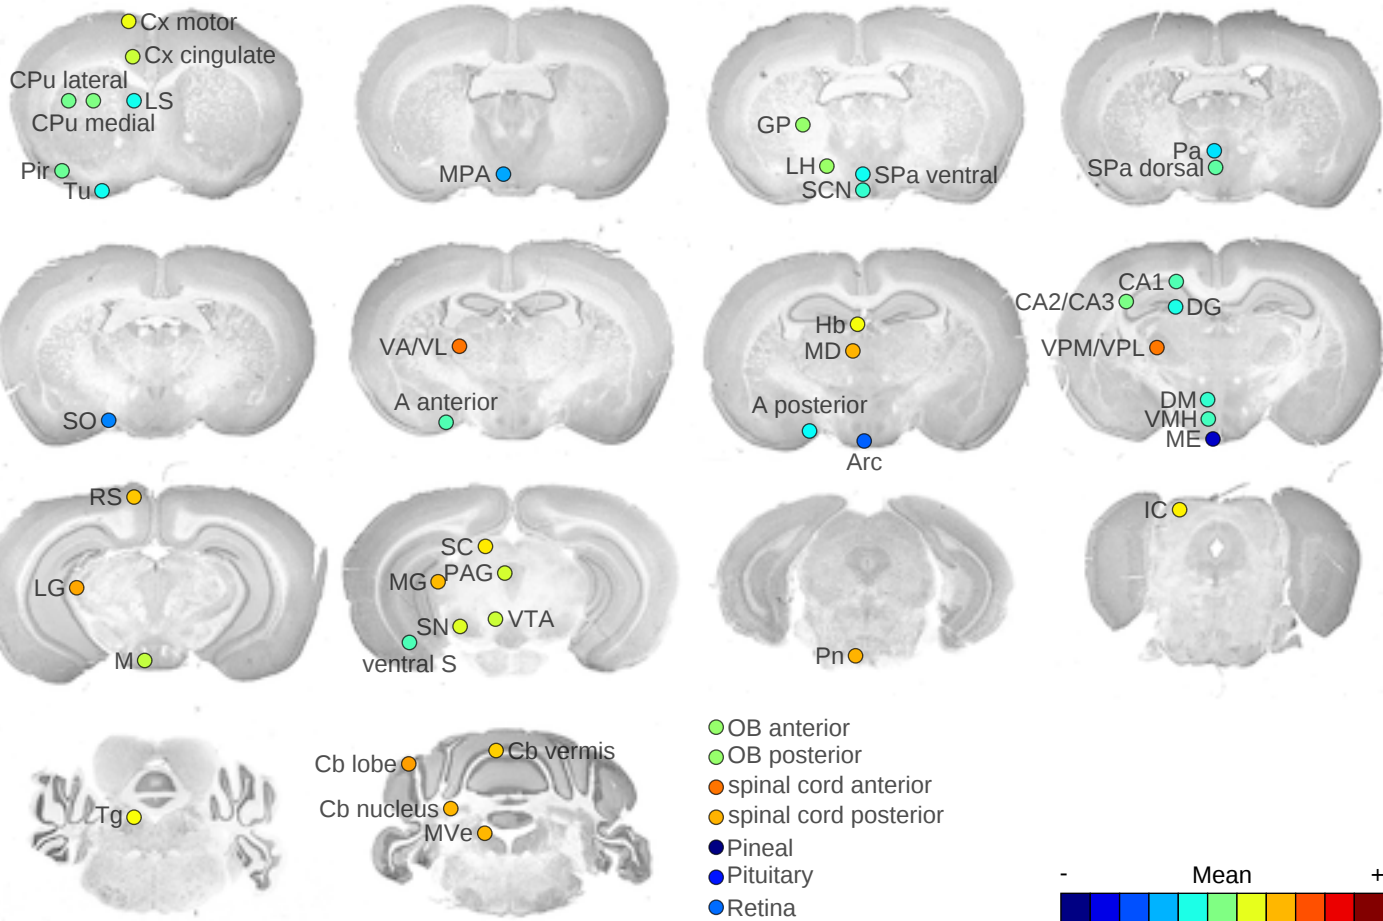 Cx motor
Cx cingulate
CPu lateral
LS
CPu medial
Pir
Tu
MPA
GP
LH
SPa ventral
SCN
Pa
SPa dorsal
SO
VA/VL
A anterior
Hb
MD
A posterior
Arc
CA1
CA2/CA3
DG
VPM/VPL
DM
VMH
ME
RS
LG
M
SC
MG
PAG
SN
VTA
ventral S
Pn
IC
Tg
Cb lobe
Cb vermis
Cb nucleus
MVe
OB anterior
OB posterior
spinal cord anterior
spinal cord posterior
Pineal
Pituitary
Retina
- Mean +